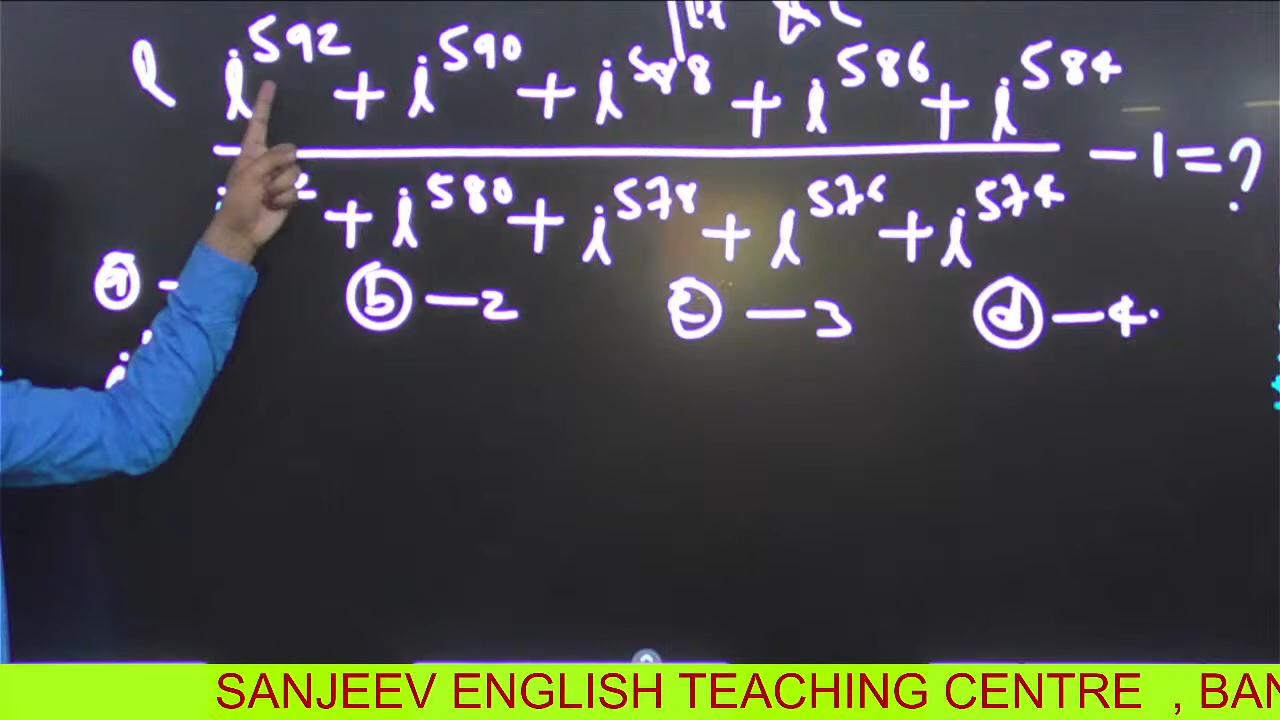 i^592 + i^590 + i^588 + i^586 + i^584
—————————— - 1 = ?
+ i^580 + i^578 + i^576 + i^574
(a) - (b) -2 (c) -3 (d) -4.
SANJEEV ENGLISH TEACHING CENTRE , BAN